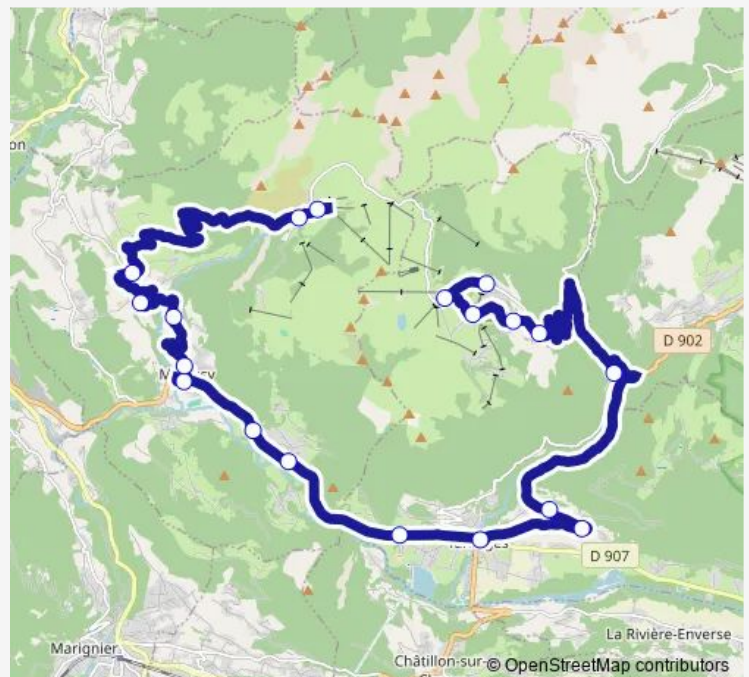 on
D 902
D 907
La Rivière-Enverse
Marignier
Châtillon-sur-
© OpenStreetMap contributors